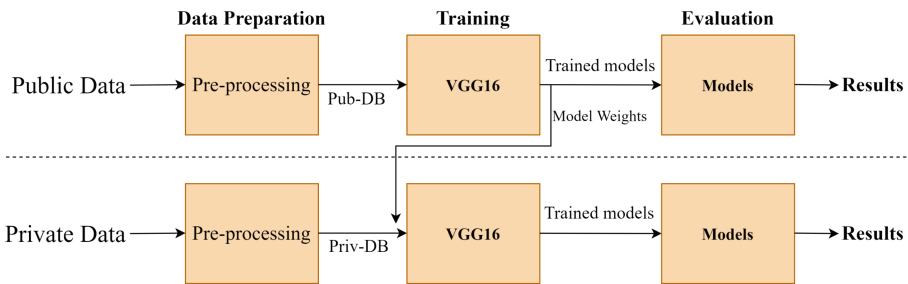 Data Preparation
Training
Evaluation
Public Data
Pre-processing
Pub-DB
VGG16
Trained models
Model Weights
Models
Results
Private Data
Pre-processing
Priv-DB
VGG16
Trained models
Models
Results